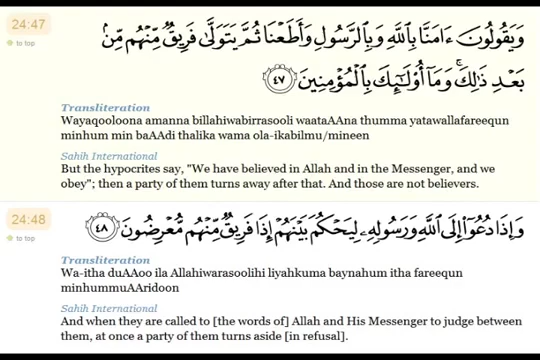 24:47
to top
وَيَقُولُونَ ءَامَنَّا بِٱللَّهِ وَبِٱلرَّسُولِ وَأَطَعْنَا ثُمَّ يَتَوَلَّىٰ فَرِيقٌ مِّنْهُم مِّنۢ
بَعْدِ ذَٰلِكَ ۚ وَمَآ أُو۟لَـٰٓئِكَ بِٱلْمُؤْمِنِينَ ٤٧
Transliteration
Wayaqooloona amanna billahiwabirrasooli waataAAna thumma yatawallafareequn
minhum min baAAdi thalika wama ola-ikabilmu/mineen
Sahih International
But the hypocrites say, "We have believed in Allah and in the Messenger, and we
obey"; then a party of them turns away after that. And those are not believers.
24:48
to top
وَإِذَا دُعُوٓا۟ إِلَى ٱللَّهِ وَرَسُولِهِۦ لِيَحْكُمَ بَيْنَهُمْ إِذَا فَرِيقٌ مِّنْهُم مُّعْرِضُونَ ٤٨
Transliteration
Wa-itha duAAoo ila Allahiwarasoolihi liyahkuma baynahum itha fareequn
minhummuAAridoon
Sahih International
And when they are called to [the words of] Allah and His Messenger to judge between
them, at once a party of them turns aside [in refusal].